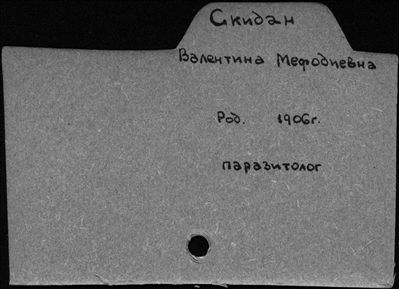 Скидан
Валентина Мефодиевна
Род. 1906г.
паразитолог